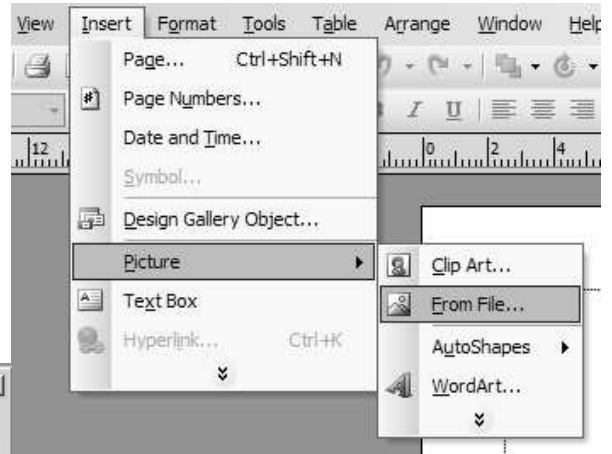 View Insert Format Tools Table Arrange Window Help
Page... Ctrl+Shift+N
Page Numbers...
I U
Date and Time...
12 0 2 4
Symbol...
Design Gallery Object...
Picture
Clip Art...
Text Box
From File...
Hyperlink... Ctrl+K
AutoShapes
WordArt...